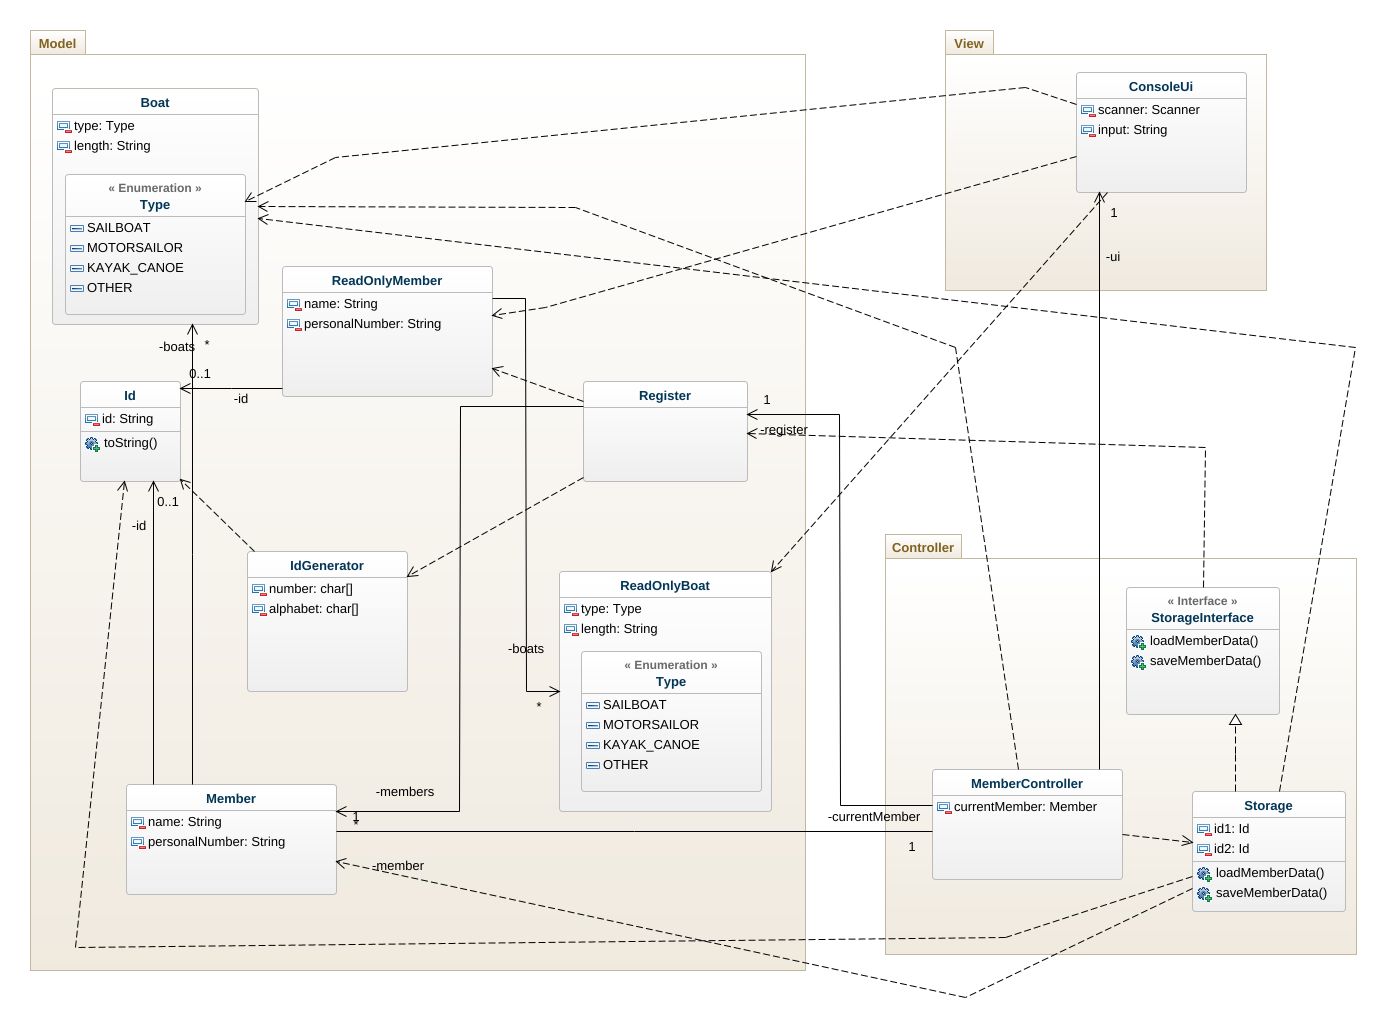 Model
Boat
type: Type
length: String
« Enumeration »
Type
SAILBOAT
MOTORSAILOR
KAYAK_CANOE
OTHER
-boats *
ReadOnlyMember
name: String
personalNumber: String
0..1
-id
Id
id: String
toString()
0..1
-id
Register
1
-register
IdGenerator
number: char[]
alphabet: char[]
ReadOnlyBoat
type: Type
length: String
« Enumeration »
Type
SAILBOAT
MOTORSAILOR
KAYAK_CANOE
OTHER
-boats
*
Member
name: String
personalNumber: String
-members
1
*
-member
View
ConsoleUi
scanner: Scanner
input: String
1
-ui
Controller
« Interface »
StorageInterface
loadMemberData()
saveMemberData()
MemberController
currentMember: Member
-currentMember
1
Storage
id1: Id
id2: Id
loadMemberData()
saveMemberData()